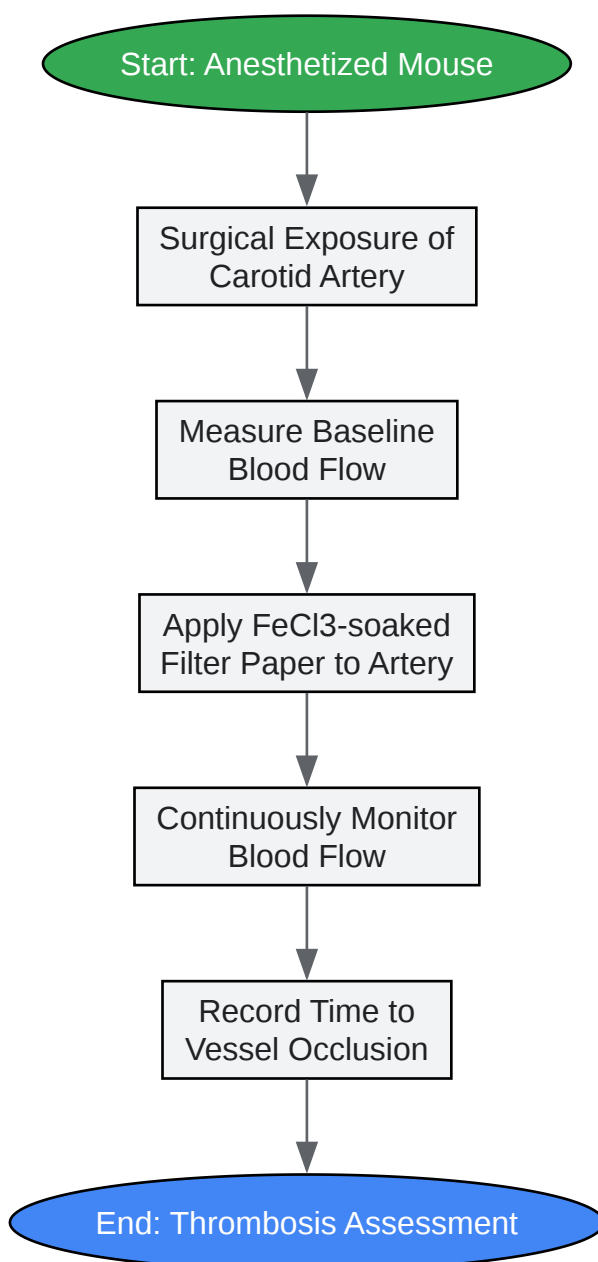 Start: Anesthetized Mouse
Surgical Exposure of
Carotid Artery
Measure Baseline
Blood Flow
Apply FeCl3-soaked
Filter Paper to Artery
Continuously Monitor
Blood Flow
Record Time to
Vessel Occlusion
End: Thrombosis Assessment